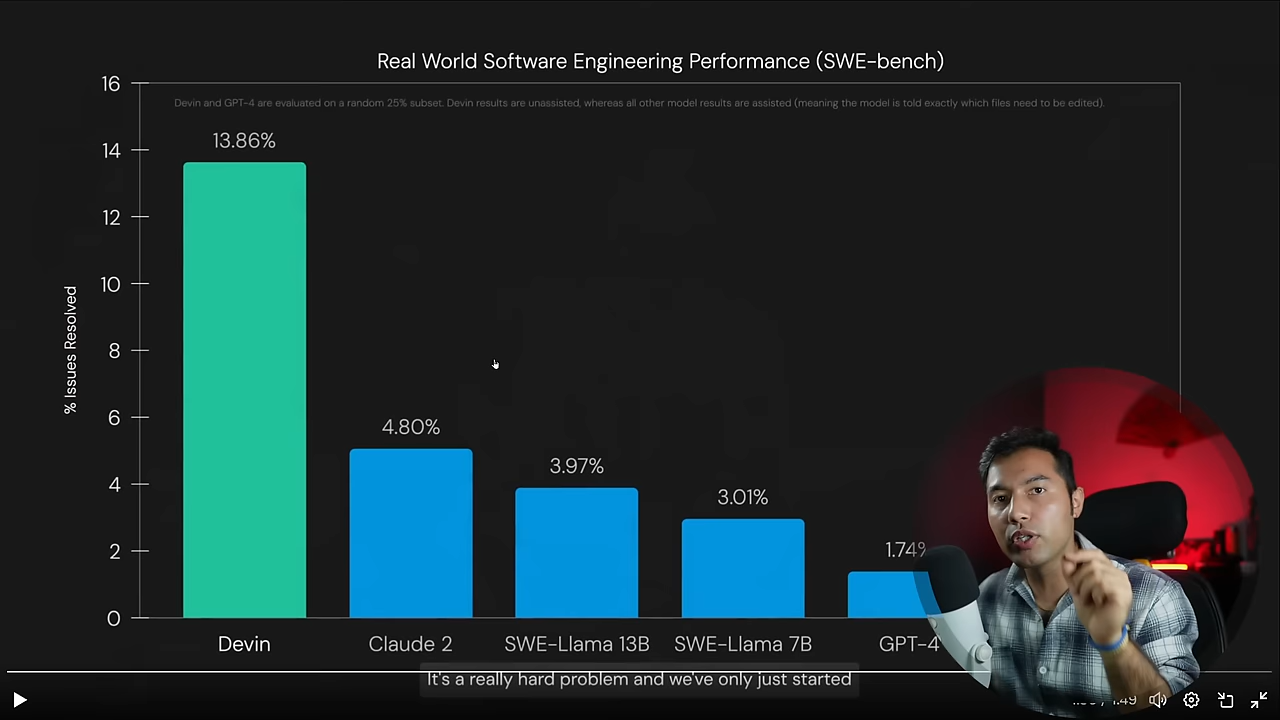 Real World Software Engineering Performance (SWE-bench)
Devin and GPT-4 are evaluated on a random 25% subset. Devin results are unassisted, whereas all other model results are assisted (meaning the model is told exactly which files need to be edited).
% Issues Resolved
16
14
12
10
8
6
4
2
0
13.86%
4.80%
3.97%
3.01%
1.74%
Devin
Claude 2
SWE-Llama 13B
SWE-Llama 7B
GPT-4
It's a really hard problem and we've only just started